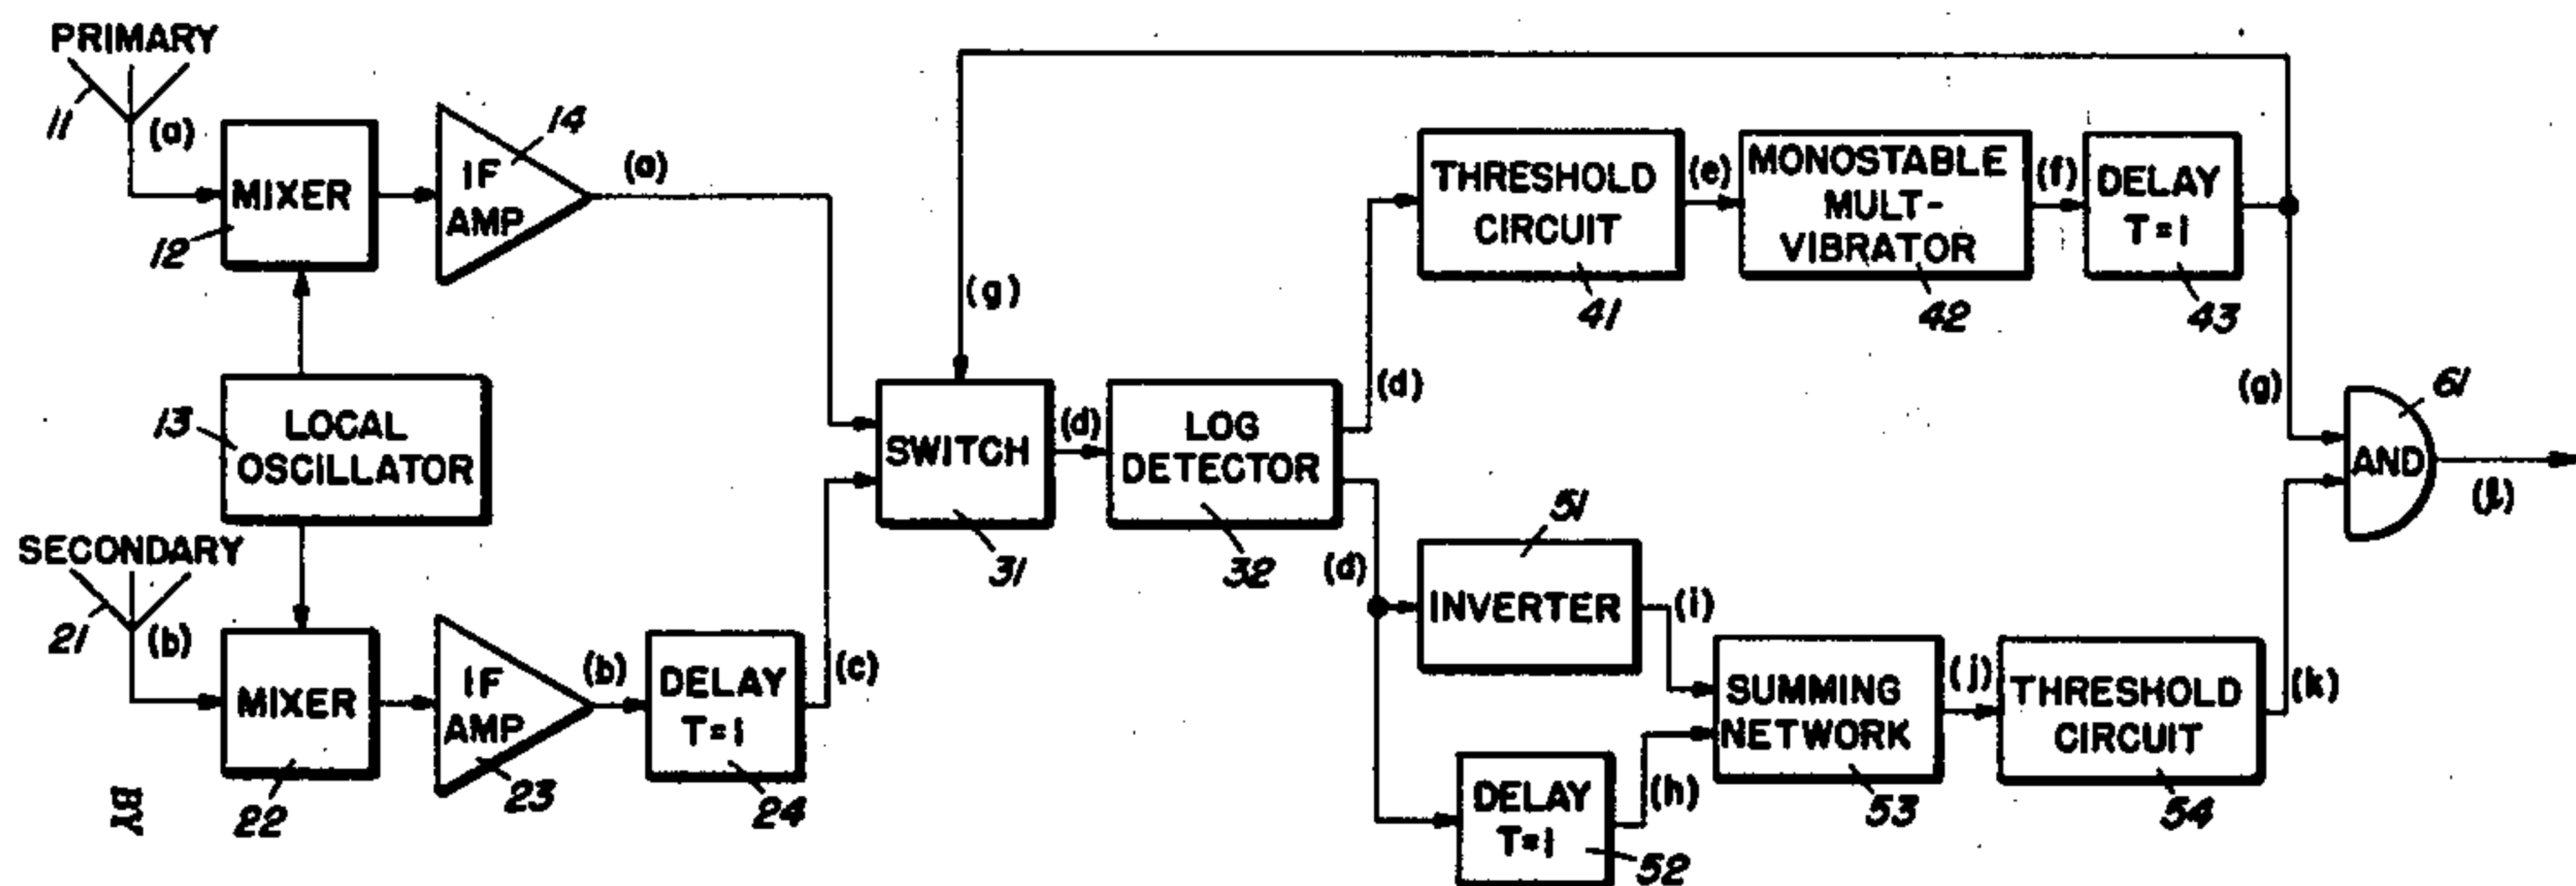 PRIMARY
11
(a)
MIXER
12
IF
AMP
14
(a)
LOCAL
OSCILLATOR
13
SECONDARY
21
(b)
MIXER
22
IF
AMP
23
(b)
DELAY
T=1
24
(c)
BY
(g)
SWITCH
31
(d)
LOG
DETECTOR
32
(d)
(d)
THRESHOLD
CIRCUIT
41
(e)
MONOSTABLE
MULT-
VIBRATOR
42
(f)
DELAY
T=1
43
(g)
INVERTER
51
(i)
DELAY
T=1
52
(h)
SUMMING
NETWORK
53
(j)
THRESHOLD
CIRCUIT
54
(k)
AND
61
(l)